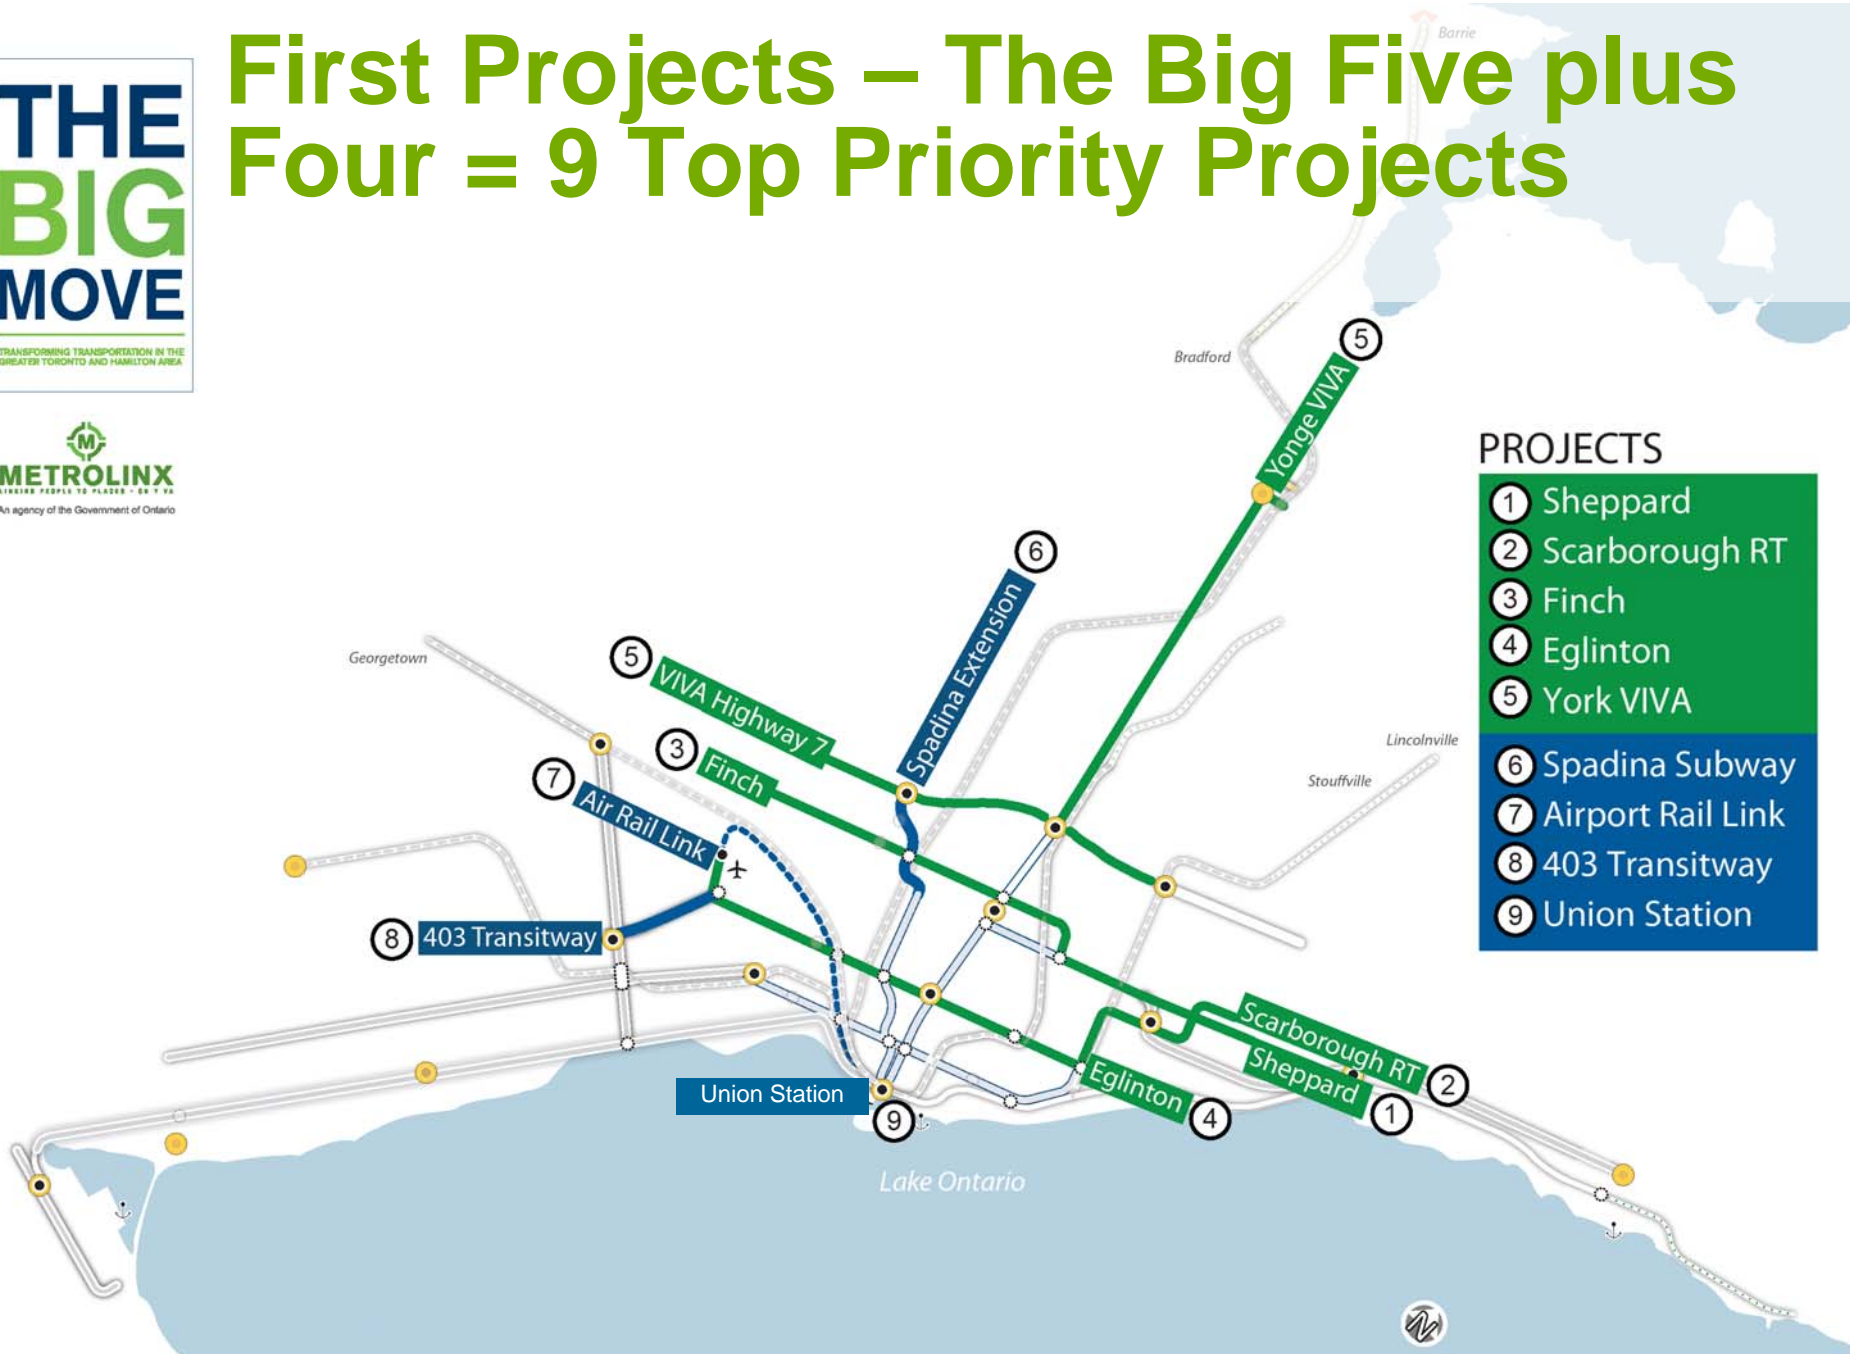 First Projects – The Big Five plus
Four = 9 Top Priority Projects
THE
BIG
MOVE
TRANSFORMING TRANSPORTATION IN THE
GREATER TORONTO AND HAMILTON AREA
M
METROLINX
LINKING PEOPLE TO PLACES
An agency of the Government of Ontario
Barrie
Bradford
5
Yonge VIVA
6
Spadina Extension
Georgetown
5
VIVA Highway 7
3
Finch
7
Air Rail Link
8
403 Transitway
Lincolnville
Stouffville
PROJECTS
1 Sheppard
2 Scarborough RT
3 Finch
4 Eglinton
5 York VIVA
6 Spadina Subway
7 Airport Rail Link
8 403 Transitway
9 Union Station
Scarborough RT
2
Sheppard
1
Eglinton
4
Union Station
9
Lake Ontario
N